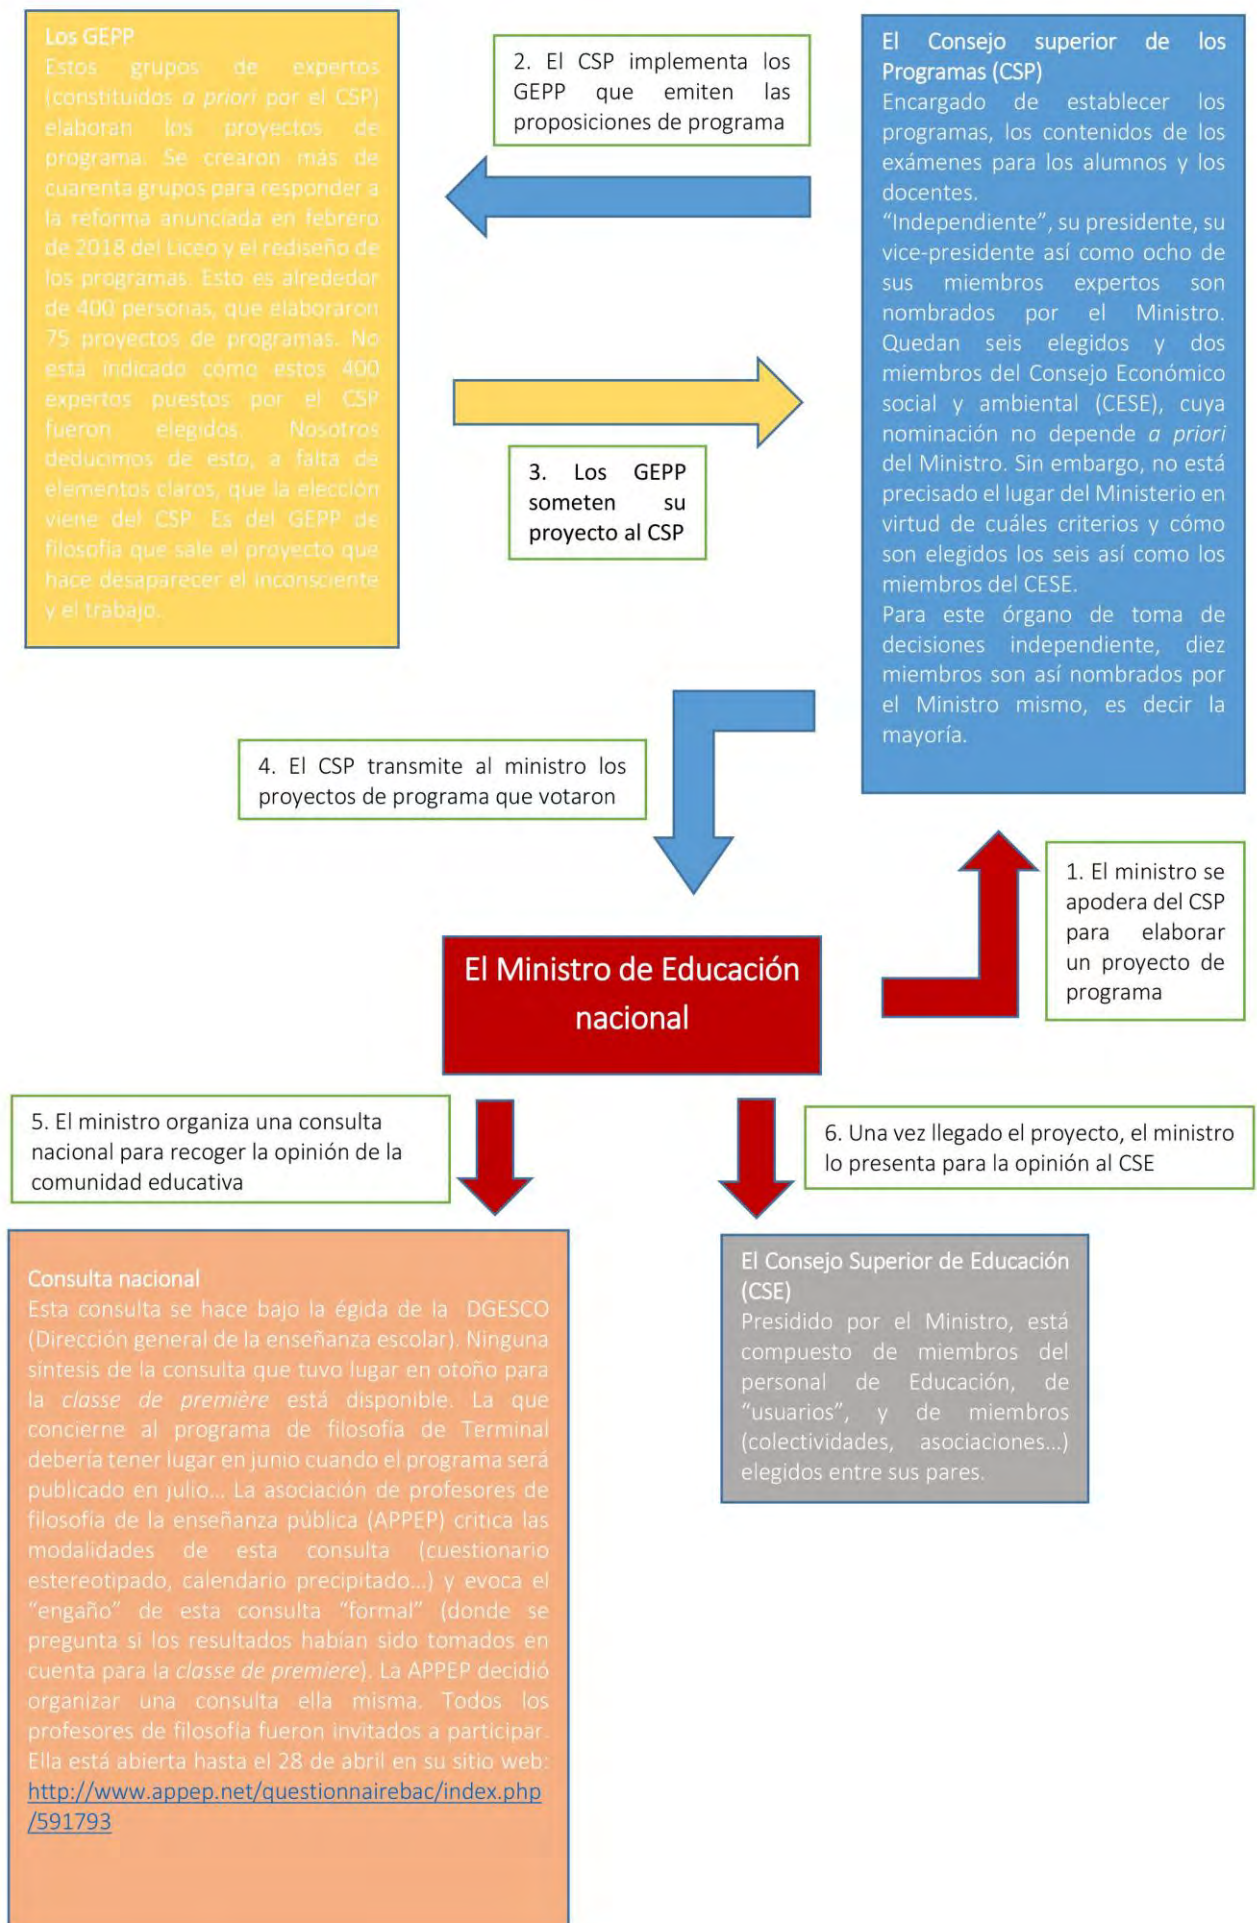 Los GEPP
Estos grupos de expertos
(constituidos a priori por el CSP)
elaboran los proyectos de
programa. Se crearon más de
cuarenta grupos para responder a
la reforma anunciada en febrero
de 2018 del Liceo y el rediseño de
los programas. Esto es alrededor
de 400 personas, que elaboraron
75 proyectos de programas. No
está indicado cómo estos 400
expertos puestos por el CSP
fueron elegidos. Nosotros
deducimos de esto, a falta de
elementos claros, que la elección
viene del CSP. Es del GEPP de
filosofía que sale el proyecto que
hace desaparecer el inconsciente
y el trabajo.
2. El CSP implementa los
GEPP que emiten las
proposiciones de programa
3. Los GEPP
someten su
proyecto al CSP
El Consejo superior de los
Programas (CSP)
Encargado de establecer los
programas, los contenidos de los
exámenes para los alumnos y los
docentes.
“Independiente”, su presidente, su
vice-presidente así como ocho de
sus miembros expertos son
nombrados por el Ministro.
Quedan seis elegidos y dos
miembros del Consejo Económico
social y ambiental (CESE), cuya
nominación no depende a priori
del Ministro. Sin embargo, no está
precisado el lugar del Ministerio en
virtud de cuáles criterios y cómo
son elegidos los seis así como los
miembros del CESE.
Para este órgano de toma de
decisiones independiente, diez
miembros son así nombrados por
el Ministro mismo, es decir la
mayoría.
4. El CSP transmite al ministro los
proyectos de programa que votaron
1. El ministro se
apodera del CSP
para elaborar
un proyecto de
programa
El Ministro de Educación
nacional
5. El ministro organiza una consulta
nacional para recoger la opinión de la
comunidad educativa
6. Una vez llegado el proyecto, el ministro
lo presenta para la opinión al CSE
Consulta nacional
Esta consulta se hace bajo la égida de la DGESCO
(Dirección general de la enseñanza escolar). Ninguna
síntesis de la consulta que tuvo lugar en otoño para
la classe de première está disponible. La que
concierne al programa de filosofía de Terminal
debería tener lugar en junio cuando el programa será
publicado en julio... La asociación de profesores de
filosofía de la enseñanza pública (APPEP) critica las
modalidades de esta consulta (cuestionario
estereotipado, calendario precipitado...) y evoca el
“engaño” de esta consulta “formal” (donde se
pregunta si los resultados habían sido tomados en
cuenta para la classe de premiere). La APPEP decidió
organizar una consulta ella misma. Todos los
profesores de filosofía fueron invitados a participar.
Ella está abierta hasta el 28 de abril en su sitio web:
http://www.appep.net/questionnairebac/index.php
/591793
El Consejo Superior de Educación
(CSE)
Presidido por el Ministro, está
compuesto de miembros del
personal de Educación, de
“usuarios”, y de miembros
(colectividades, asociaciones...)
elegidos entre sus pares.